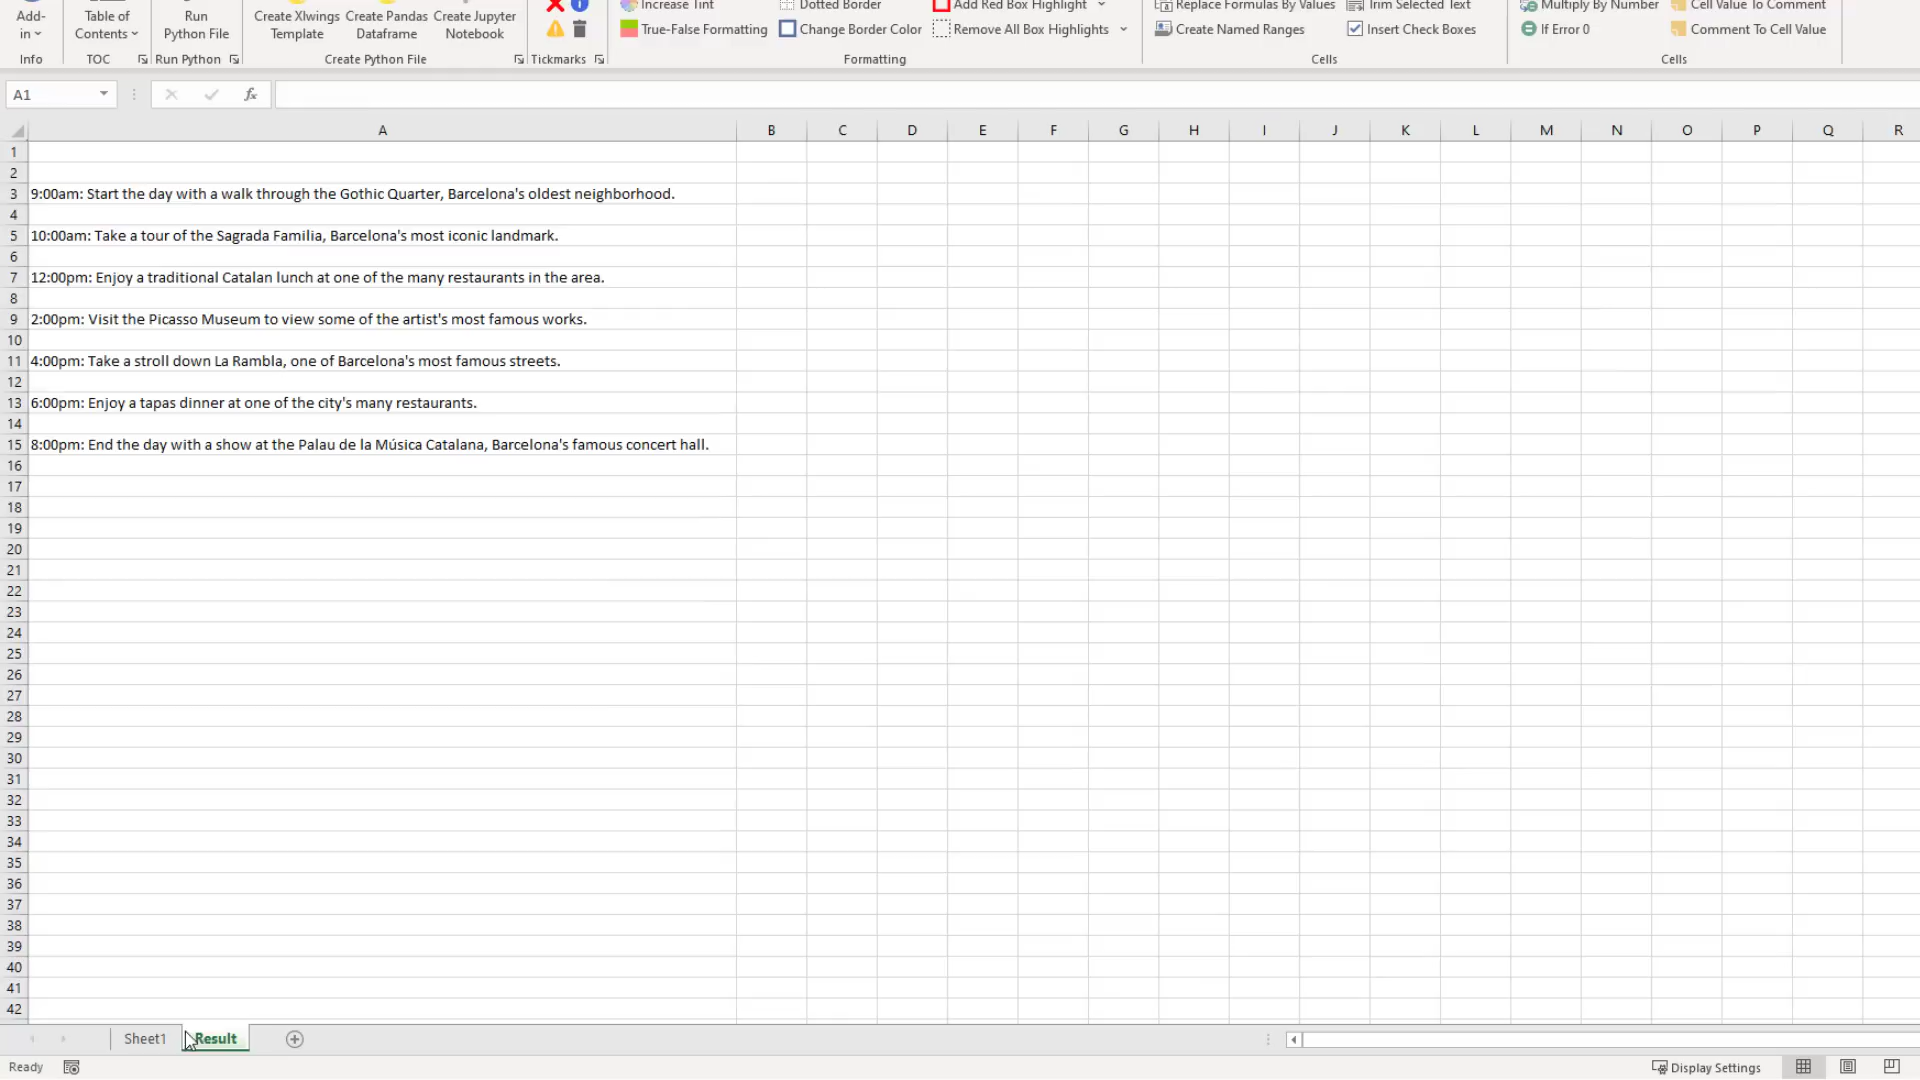 Increase Tint Dotted Border Add Red Box Highlight Replace Formulas By Values Trim Selected Text Multiply By Number Cell Value To Comment
Add-in Table of Contents Run Python File Create Xlwings Template Create Pandas Dataframe Create Jupyter Notebook True-False Formatting Change Border Color Remove All Box Highlights Create Named Ranges Insert Check Boxes If Error 0 Comment To Cell Value
Info TOC Run Python Create Python File Tickmarks Formatting Cells Cells
A1 fx
A B C D E F G H I J K L M N O P Q R
1
2
3 9:00am: Start the day with a walk through the Gothic Quarter, Barcelona's oldest neighborhood.
4
5 10:00am: Take a tour of the Sagrada Familia, Barcelona's most iconic landmark.
6
7 12:00pm: Enjoy a traditional Catalan lunch at one of the many restaurants in the area.
8
9 2:00pm: Visit the Picasso Museum to view some of the artist's most famous works.
10
11 4:00pm: Take a stroll down La Rambla, one of Barcelona's most famous streets.
12
13 6:00pm: Enjoy a tapas dinner at one of the city's many restaurants.
14
15 8:00pm: End the day with a show at the Palau de la Música Catalana, Barcelona's famous concert hall.
16
17
18
19
20
21
22
23
24
25
26
27
28
29
30
31
32
33
34
35
36
37
38
39
40
41
42
Sheet1 Result
Ready Display Settings